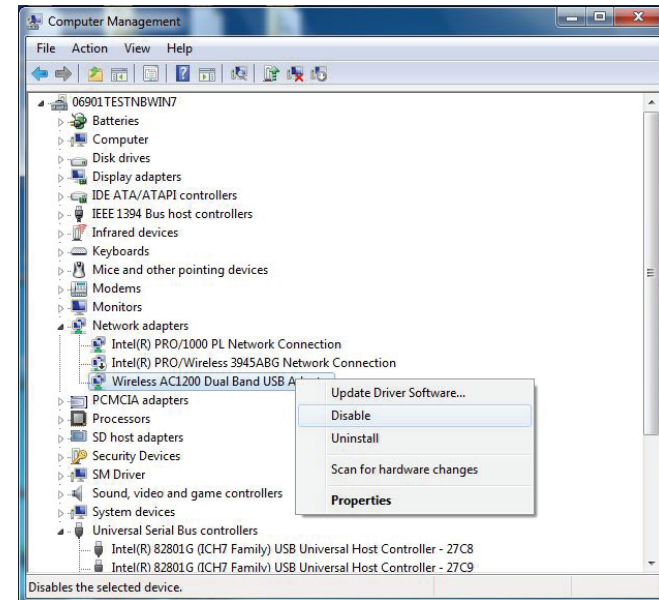 Computer Management
File Action View Help
06901TESTNBWIN7
Batteries
Computer
Disk drives
Display adapters
IDE ATA/ATAPI controllers
IEEE 1394 Bus host controllers
Infrared devices
Keyboards
Mice and other pointing devices
Modems
Monitors
Network adapters
Intel(R) PRO/1000 PL Network Connection
Intel(R) PRO/Wireless 3945ABG Network Connection
Wireless AC1200 Dual Band USB
PCMCIA adapters
Processors
SD host adapters
Security Devices
SM Driver
Sound, video and game controllers
System devices
Universal Serial Bus controllers
Intel(R) 82801G (ICH7 Family) USB Universal Host Controller - 27C8
Intel(R) 82801G (ICH7 Family) USB Universal Host Controller - 27C9
Update Driver Software...
Disable
Uninstall
Scan for hardware changes
Properties
Disables the selected device.